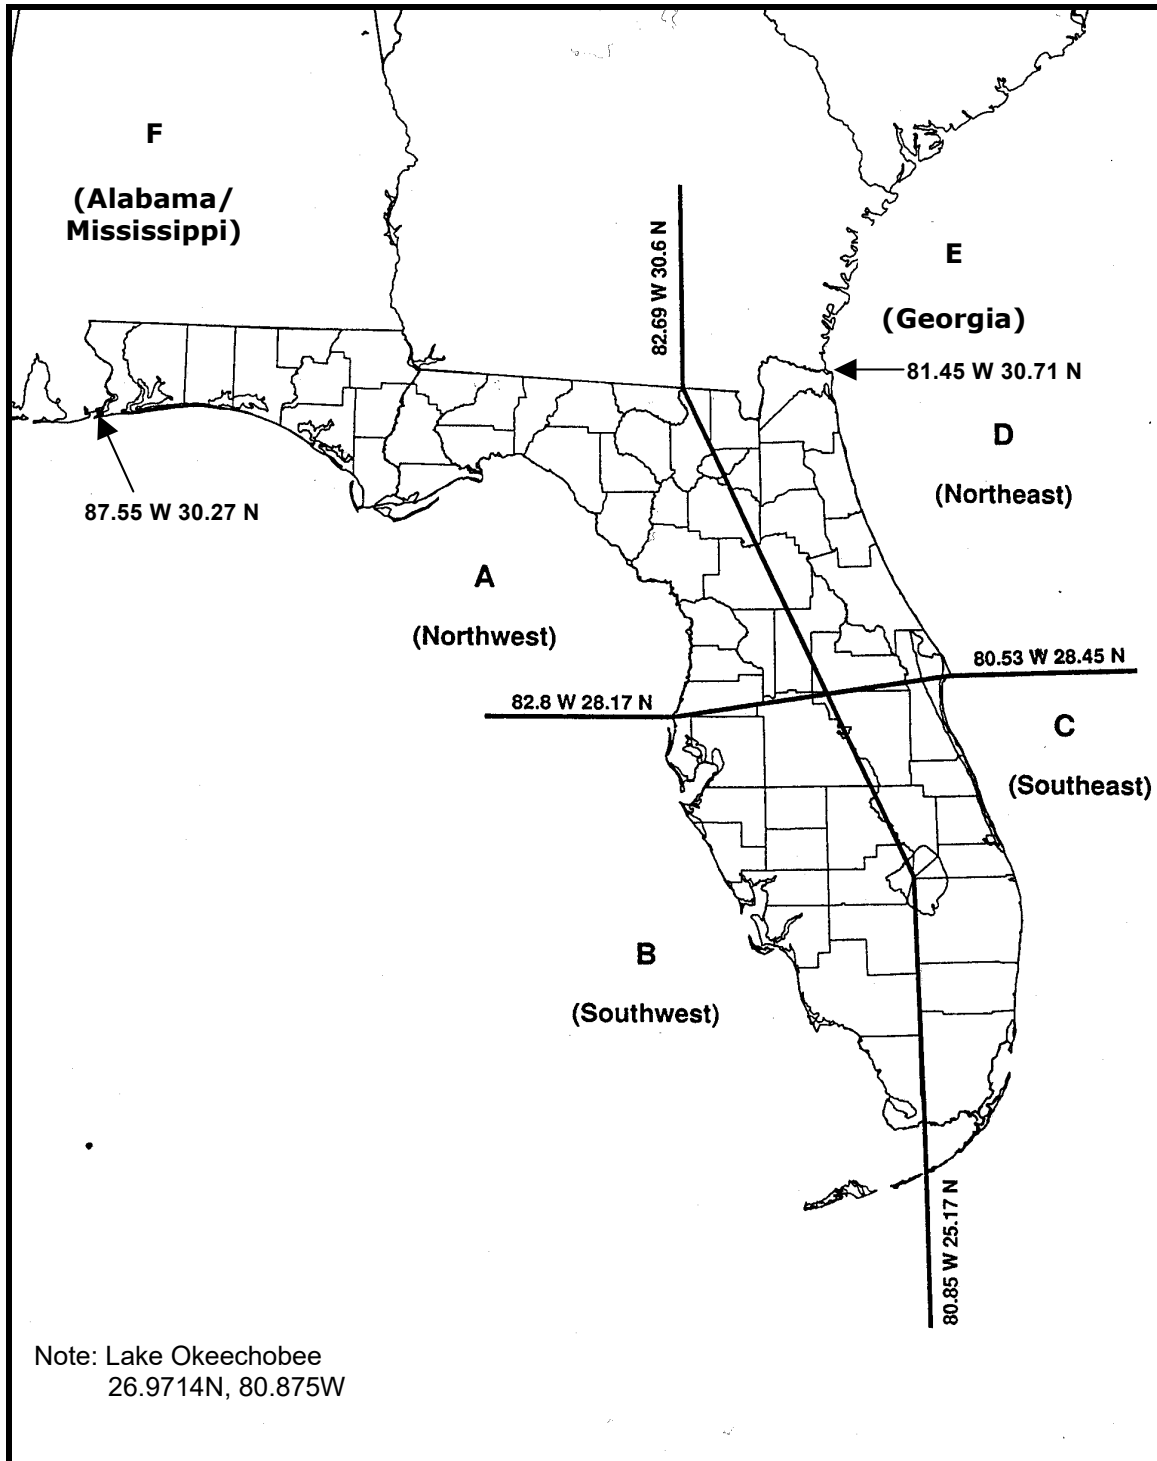 F
(Alabama/
Mississippi)
82.69 W 30.6 N
E
(Georgia)
81.45 W 30.71 N
D
(Northeast)
87.55 W 30.27 N
A
(Northwest)
80.53 W 28.45 N
82.8 W 28.17 N
C
(Southeast)
B
(Southwest)
80.85 W 25.17 N
Note: Lake Okeechobee
26.9714N, 80.875W